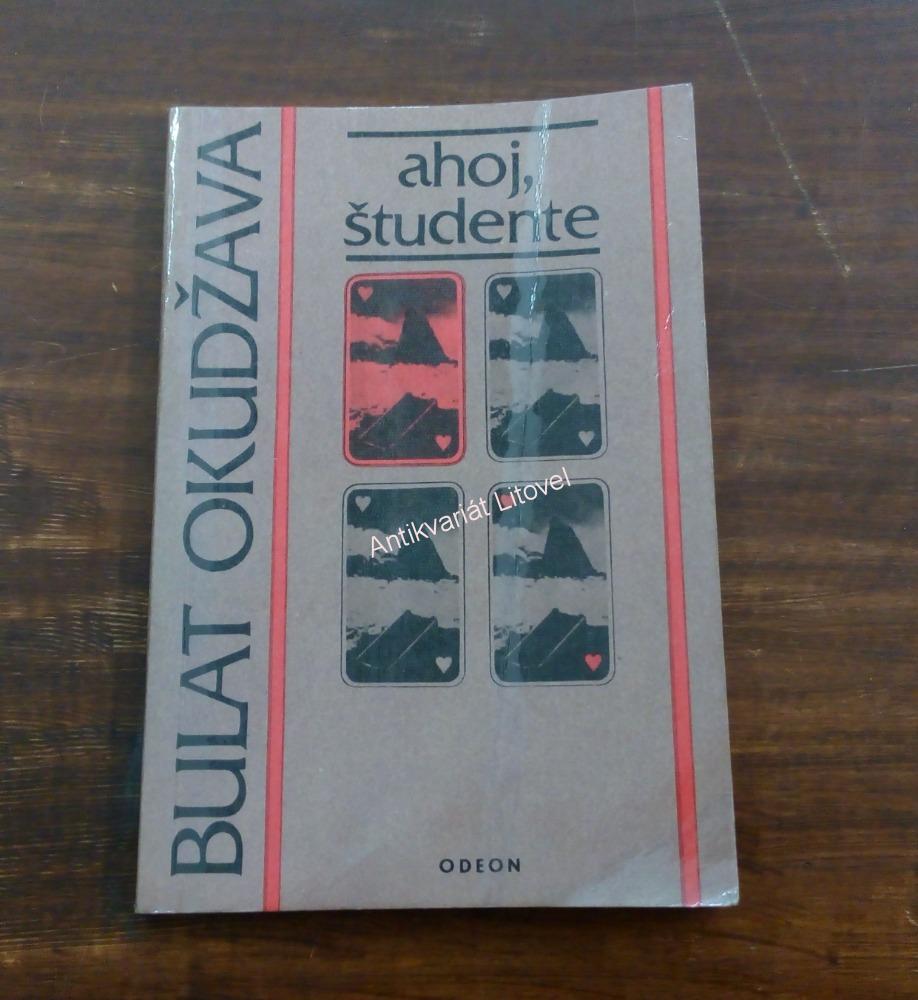 BULAT OKUDŽAVA
ahoj,
študente
Antikvariát Litovel
ODEON